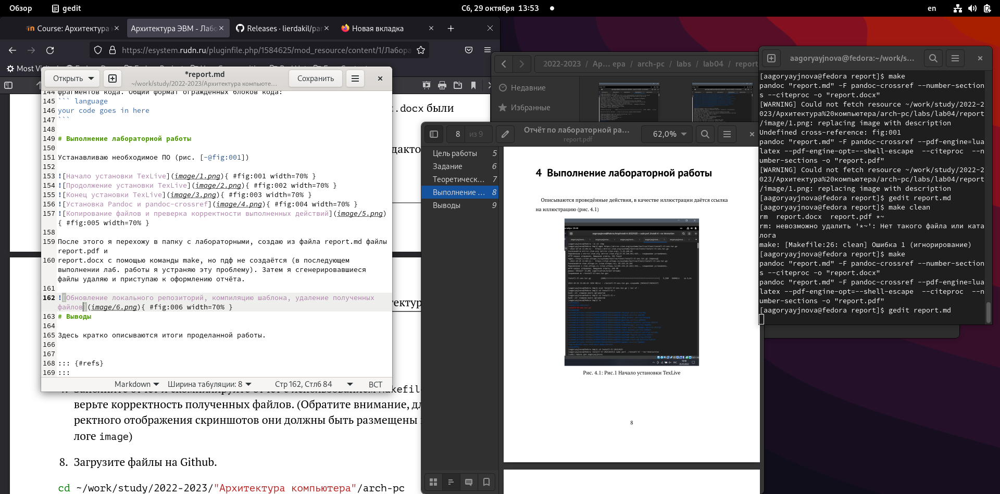 Обзор
gedit
Сб, 29 октября 13:53
en
Course: Архитектура
Архитектура ЭВМ - Лабо
Releases · lierdakil/pan
Новая вкладка
https://esystem.rudn.ru/pluginfile.php/1584625/mod_resource/content/1/Лабора
Most Visited
t.docx были
Открыть
*report.md
~/work/study/2022-2023/Архитектура компьюте…
Сохранить
144 фрагментов кода. Общий формат огражденных блоков кода:
145 ``` language
146 your code goes in here
147 ```
148
149 # Выполнение лабораторной работы
150
151 Устанавливаю необходимое ПО (рис. [-@fig:001])
152
153 ![Начало установки TexLive](image/1.png){ #fig:001 width=70% }
154 ![Продолжение установки TexLive](image/2.png){ #fig:002 width=70% }
155 ![Конец установки TexLive](image/3.png){ #fig:003 width=70% }
156 ![Установка Pandoc и pandoc-crossref](image/4.png){ #fig:004 width=70% }
157 ![Копирование файлов и преверка корректности выполненных действий](image/5.png)
{ #fig:005 width=70% }
158
159 После этого я перехожу в папку с лабораторными, создаю из файла report.md файлы
report.pdf и
160 report.docx с помощью команды make, но пдф не создаётся (в последующем
выполнении лаб. работы я устраняю эту проблему). Затем я сгенерировавшиеся
файлы удаляю и приступаю к оформлению отчёта.
161
162 ![Обновление локального репозиторий, компиляцию шаблона, удаление полученных
файлов](image/6.png){ #fig:006 width=70% }
163 # Выводы
164
165 Здесь кратко описываются итоги проделанной работы.
166
167
168 ::: {#refs}
169 :::
Markdown
Ширина табуляции: 8
Стр 162, Стлб 84
ВСТ
верьте корректность полученных файлов. (Обратите внимание, дл
ректного отображения скриншотов они должны быть размещены
логе image)
8. Загрузите файлы на Github.
cd ~/work/study/2022-2023/"Архитектура компьютера"/arch-pc
2022-2023 / Ар… ера / arch-pc / labs / lab04 / report
Недавние
Избранные
8 из 9
Отчёт по лабораторной ра…
report.pdf
62,0%
Цель работы 5
Задание 6
Теоретическ… 7
Выполнение … 8
Выводы 9
4 Выполнение лабораторной работы
Описываются проведённые действия, в качестве иллюстрации даётся ссылка
на иллюстрацию (рис. 4.1)
Рис. 4.1: Рис.1 Начало установки TexLive
8
aagoryayjnova@fedora:~/work/s…
[aagoryayjnova@fedora report]$ make
pandoc "report.md" -F pandoc-crossref --number-section
s --citeproc -o "report.docx"
[WARNING] Could not fetch resource ~/work/study/2022-2
023/Архитектура%20компьютера/arch-pc/labs/lab04/report
/image/1.png: replacing image with description
Undefined cross-reference: fig:001
pandoc "report.md" -F pandoc-crossref --pdf-engine=lua
latex --pdf-engine-opt=--shell-escape --citeproc --n
umber-sections -o "report.pdf"
[WARNING] Could not fetch resource ~/work/study/2022-2
023/Архитектура%20компьютера/arch-pc/labs/lab04/report
/image/1.png: replacing image with description
[aagoryayjnova@fedora report]$ gedit report.md
[aagoryayjnova@fedora report]$ make clean
rm report.docx report.pdf *~
rm: невозможно удалить '*~': Нет такого файла или ката
лога
make: [Makefile:26: clean] Ошибка 1 (игнорирование)
[aagoryayjnova@fedora report]$ make
pandoc "report.md" -F pandoc-crossref --number-section
s --citeproc -o "report.docx"
pandoc "report.md" -F pandoc-crossref --pdf-engine=lua
latex --pdf-engine-opt=--shell-escape --citeproc --n
umber-sections -o "report.pdf"
[aagoryayjnova@fedora report]$ gedit report.md